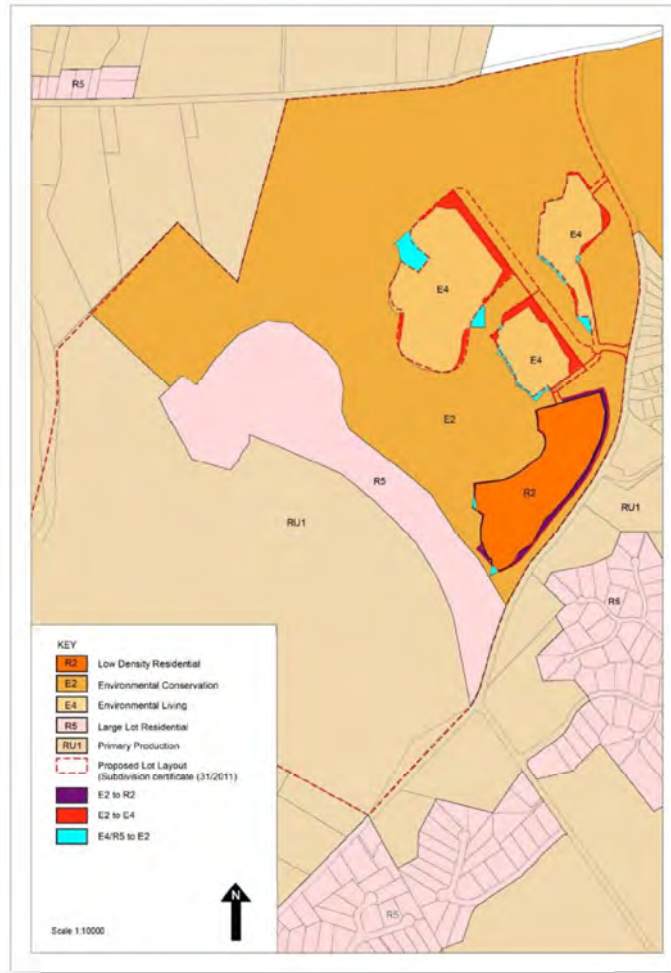 R5
E4
E4
E4
E2
R2
R5
RU1
RU1
R5
KEY
R2 Low Density Residential
E2 Environmental Conservation
E4 Environmental Living
R5 Large Lot Residential
RU1 Primary Production
Proposed Lot Layout
(Subdivision certificate (31/2011)
E2 to R2
E2 to E4
E4/R5 to E2
R5
N
Scale 1:10000